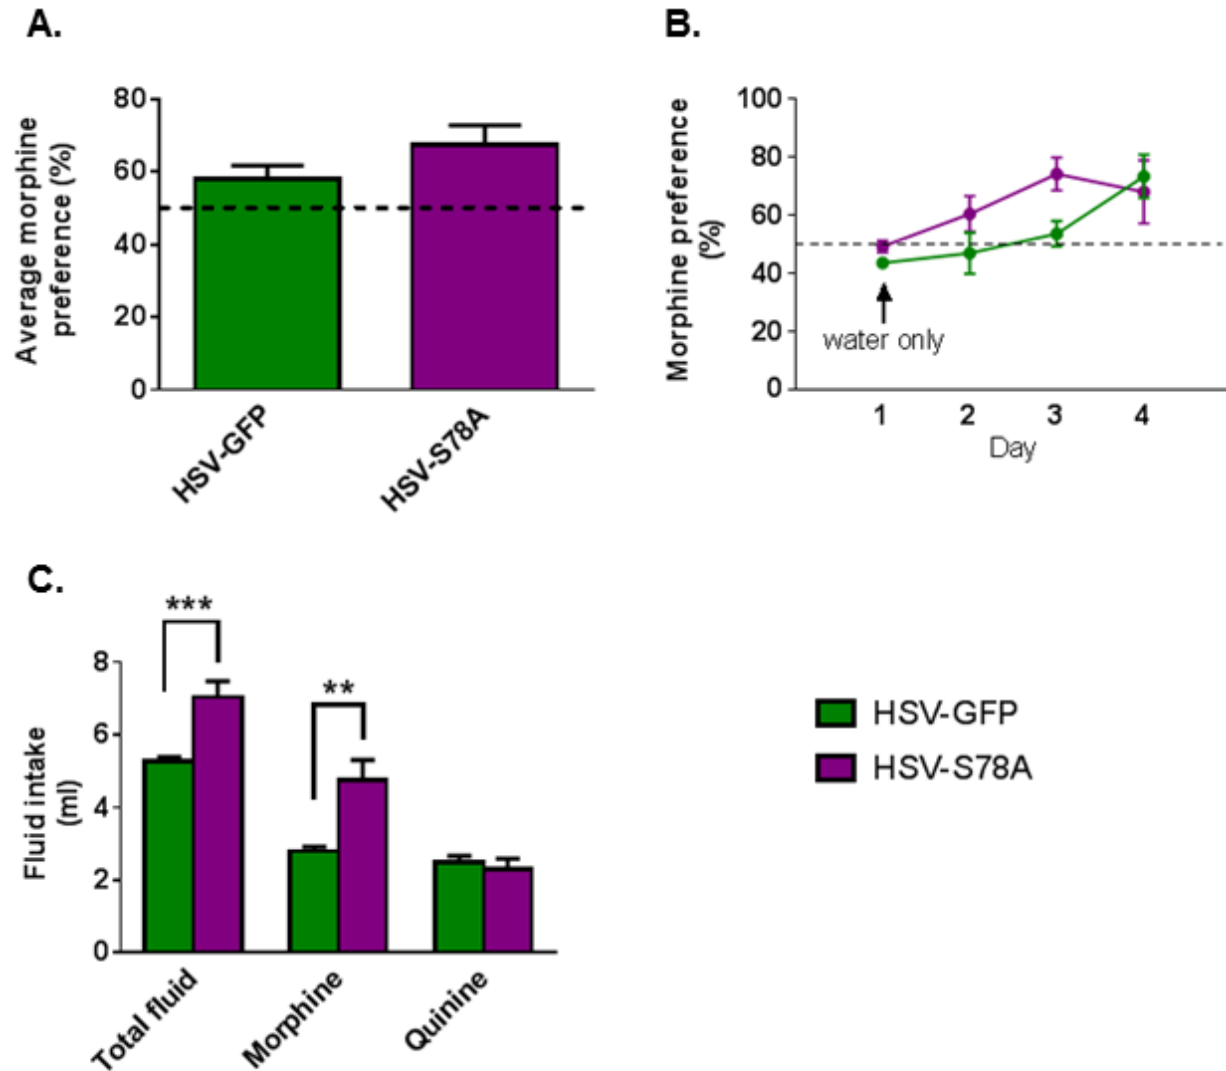 A.
Average morphine
preference (%)
80
60
40
20
0
HSV-GFP
HSV-S78A
B.
Morphine preference
(%)
100
80
60
40
20
0
water only
1
2
3
4
Day
C.
***
**
Fluid intake
(ml)
8
6
4
2
0
Total fluid
Morphine
Quinine
HSV-GFP
HSV-S78A